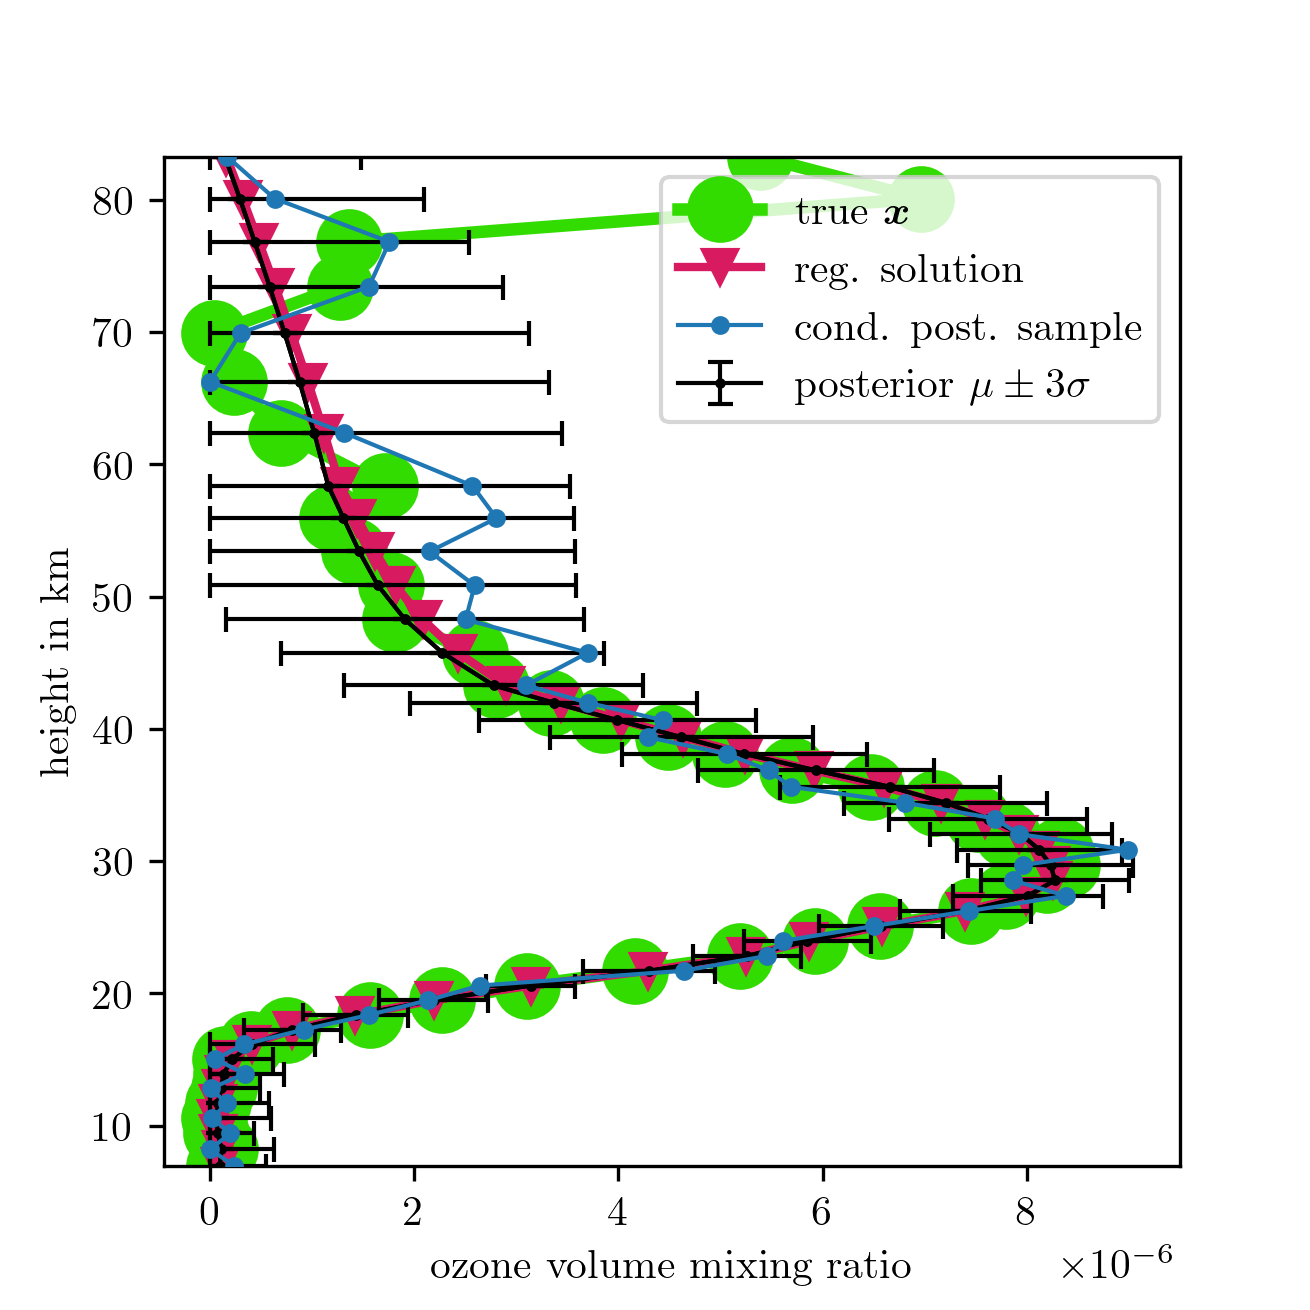 80
70
60
50
40
30
20
10
height in km
true x
reg. solution
cond. post. sample
posterior μ ± 3σ
0 2 4 6 8
ozone volume mixing ratio ×10⁻⁶